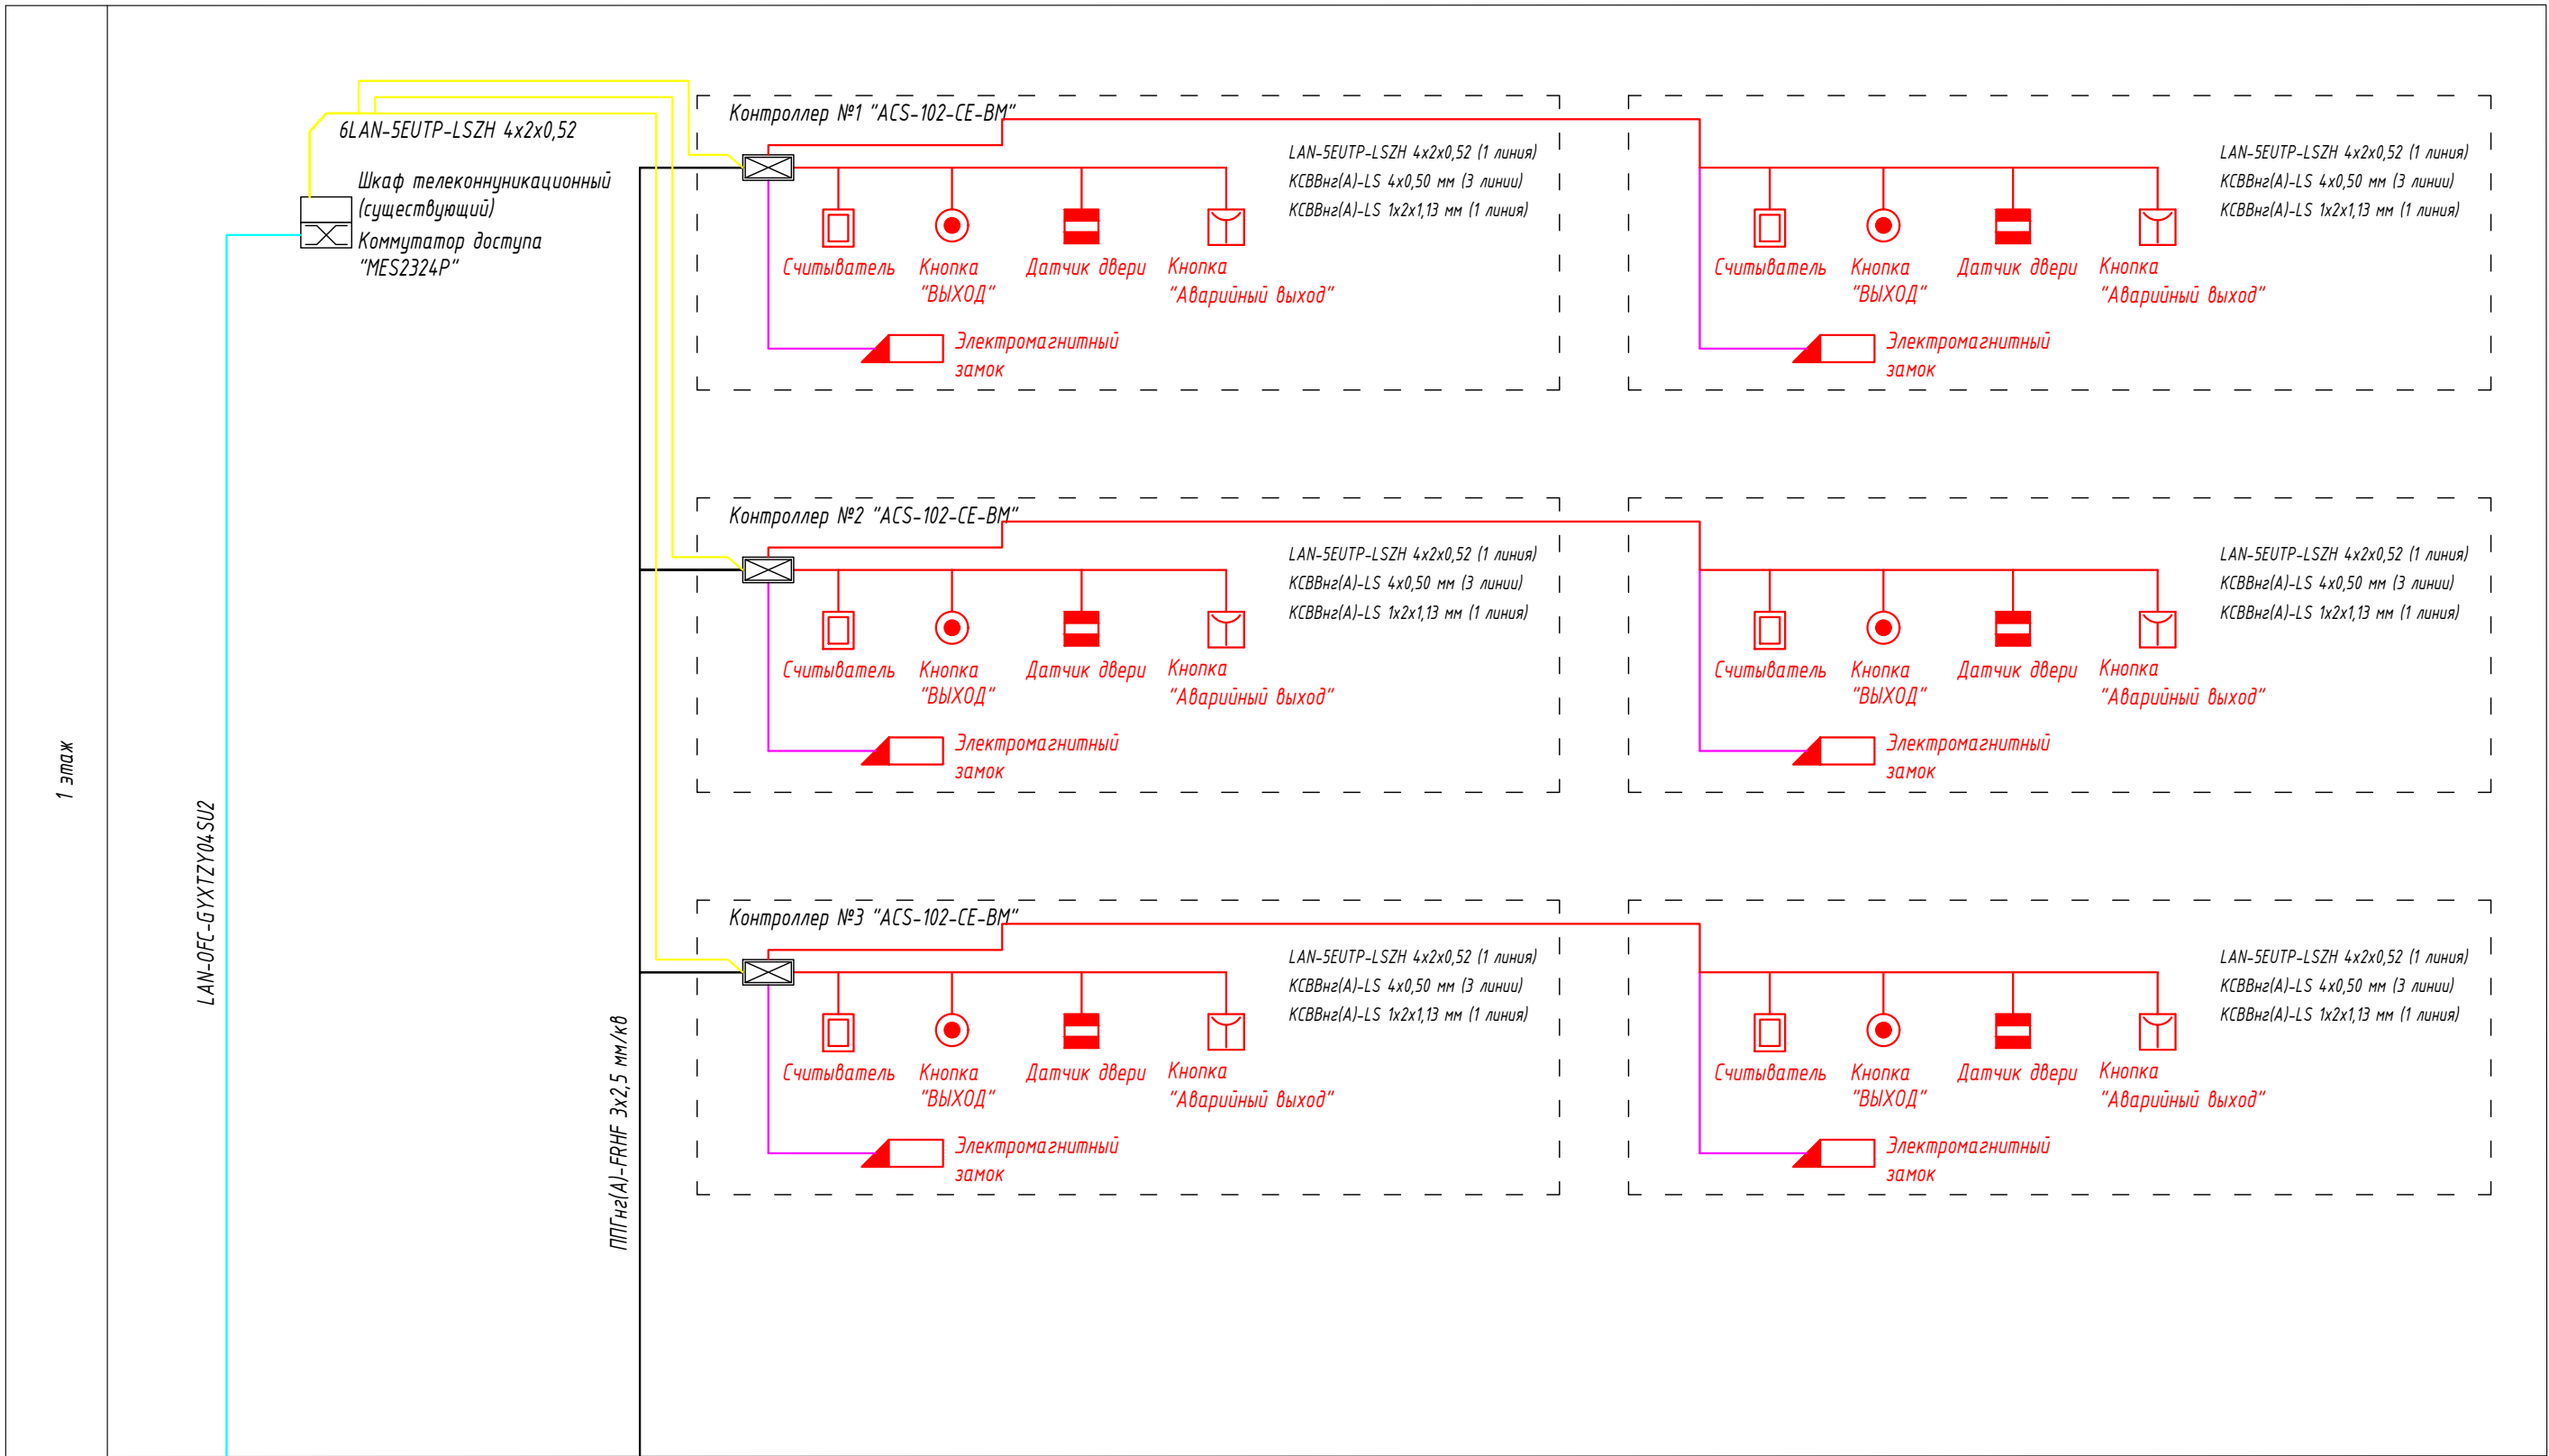 1 этаж
LAN-OFC-GYXTZY04SU2
6LAN-5EUTP-LSZH 4x2x0,52
Шкаф телеконнуникационный
(существующий)
Коммутатор доступа
"MES2324P"
ППГнг(А)-FRHF 3x2,5 мм/кв
Контроллер №1 "ACS-102-CE-BM"
LAN-5EUTP-LSZH 4x2x0,52 (1 линия)
КСВВнг(А)-LS 4x0,50 мм (3 линии)
КСВВнг(А)-LS 1x2x1,13 мм (1 линия)
Считыватель
Кнопка
"ВЫХОД"
Датчик двери
Кнопка
"Аварийный выход"
Электромагнитный
замок
LAN-5EUTP-LSZH 4x2x0,52 (1 линия)
КСВВнг(А)-LS 4x0,50 мм (3 линии)
КСВВнг(А)-LS 1x2x1,13 мм (1 линия)
Считыватель
Кнопка
"ВЫХОД"
Датчик двери
Кнопка
"Аварийный выход"
Электромагнитный
замок
Контроллер №2 "ACS-102-CE-BM"
LAN-5EUTP-LSZH 4x2x0,52 (1 линия)
КСВВнг(А)-LS 4x0,50 мм (3 линии)
КСВВнг(А)-LS 1x2x1,13 мм (1 линия)
Считыватель
Кнопка
"ВЫХОД"
Датчик двери
Кнопка
"Аварийный выход"
Электромагнитный
замок
LAN-5EUTP-LSZH 4x2x0,52 (1 линия)
КСВВнг(А)-LS 4x0,50 мм (3 линии)
КСВВнг(А)-LS 1x2x1,13 мм (1 линия)
Считыватель
Кнопка
"ВЫХОД"
Датчик двери
Кнопка
"Аварийный выход"
Электромагнитный
замок
Контроллер №3 "ACS-102-CE-BM"
LAN-5EUTP-LSZH 4x2x0,52 (1 линия)
КСВВнг(А)-LS 4x0,50 мм (3 линии)
КСВВнг(А)-LS 1x2x1,13 мм (1 линия)
Считыватель
Кнопка
"ВЫХОД"
Датчик двери
Кнопка
"Аварийный выход"
Электромагнитный
замок
LAN-5EUTP-LSZH 4x2x0,52 (1 линия)
КСВВнг(А)-LS 4x0,50 мм (3 линии)
КСВВнг(А)-LS 1x2x1,13 мм (1 линия)
Считыватель
Кнопка
"ВЫХОД"
Датчик двери
Кнопка
"Аварийный выход"
Электромагнитный
замок